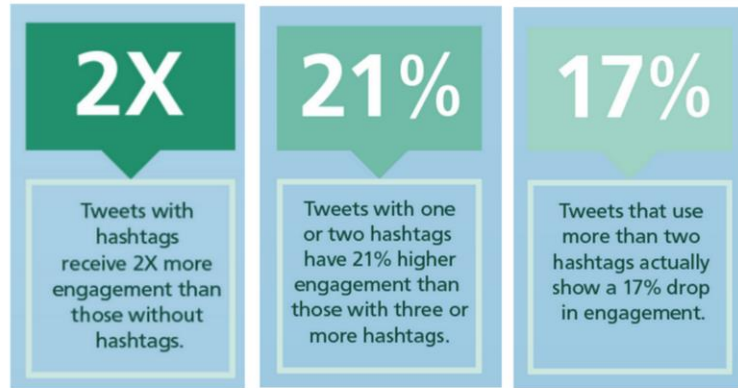 2X
Tweets with
hashtags
receive 2X more
engagement than
those without
hashtags.
21%
Tweets with one
or two hashtags
have 21% higher
engagement than
those with three or
more hashtags.
17%
Tweets that use
more than two
hashtags actually
show a 17% drop
in engagement.